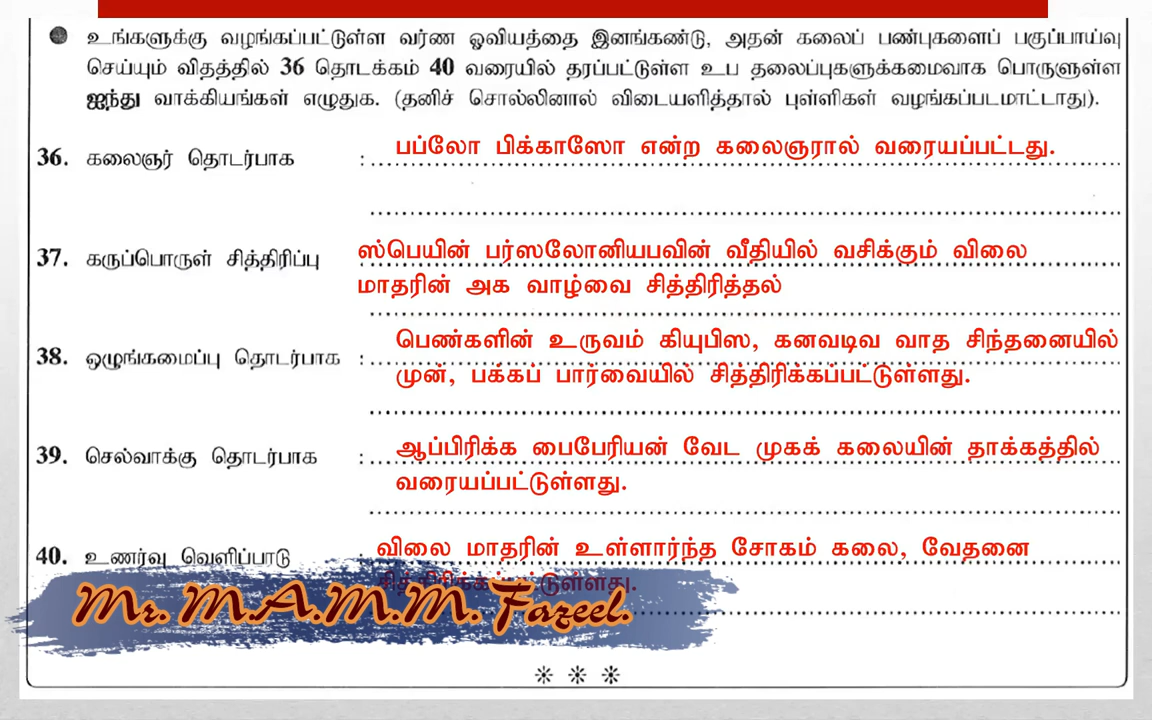 உங்களுக்கு வழங்கப்பட்டுள்ள வர்ண ஓவியத்தை இனங்கண்டு, அதன் கலைப் பண்புகளைப் பகுப்பாய்வு
செய்யும் விதத்தில் 36 தொடக்கம் 40 வரையில் தரப்பட்டுள்ள உப தலைப்புகளுக்கமைவாக பொருளுள்ள
ஐந்து வாக்கியங்கள் எழுதுக. (தனிச் சொல்லினால் விடையளித்தால் புள்ளிகள் வழங்கப்படமாட்டாது).
36. கலைஞர் தொடர்பாக : பப்லோ பிக்காஸோ என்ற கலைஞரால் வரையப்பட்டது.
37. கருப்பொருள் சித்திரிப்பு ஸ்பெயின் பர்ஸலோனியபவின் வீதியில் வசிக்கும் விலை
மாதரின் அக வாழ்வை சித்திரித்தல்
38. ஒழுங்கமைப்பு தொடர்பாக : பெண்களின் உருவம் கியுபிஸ, கனவடிவ வாத சிந்தனையில்
முன், பக்கப் பார்வையில் சித்திரிக்கப்பட்டுள்ளது.
39. செல்வாக்கு தொடர்பாக : ஆப்பிரிக்க பைபேரியன் வேட முகக் கலையின் தாக்கத்தில்
வரையப்பட்டுள்ளது.
40. உணர்வு வெளிப்பாடு : விலை மாதரின் உள்ளார்ந்த சோகம் கலை, வேதனை
சித்திரிக்கப்பட்டுள்ளது.
Mr. M.A.M.M. Fazeel.